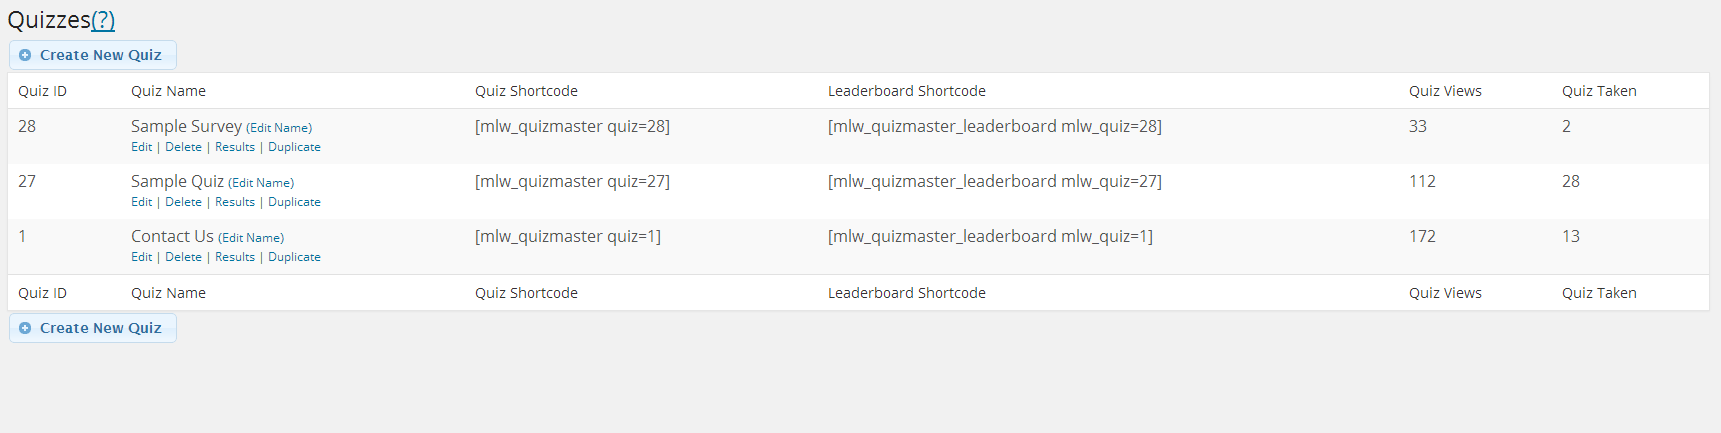 Quizzes(?)
Create New Quiz
Quiz ID Quiz Name Quiz Shortcode Leaderboard Shortcode Quiz Views Quiz Taken
28 Sample Survey (Edit Name) [mlw_quizmaster quiz=28] [mlw_quizmaster_leaderboard mlw_quiz=28] 33 2
Edit | Delete | Results | Duplicate
27 Sample Quiz (Edit Name) [mlw_quizmaster quiz=27] [mlw_quizmaster_leaderboard mlw_quiz=27] 112 28
Edit | Delete | Results | Duplicate
1 Contact Us (Edit Name) [mlw_quizmaster quiz=1] [mlw_quizmaster_leaderboard mlw_quiz=1] 172 13
Edit | Delete | Results | Duplicate
Quiz ID Quiz Name Quiz Shortcode Leaderboard Shortcode Quiz Views Quiz Taken
Create New Quiz